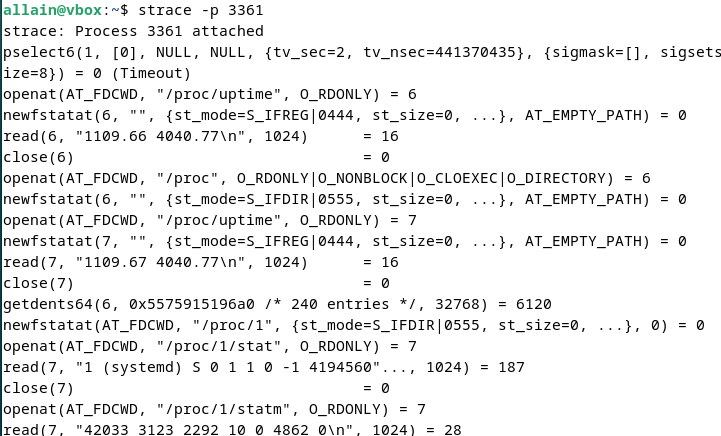 allain@vbox:~$ strace -p 3361
strace: Process 3361 attached
pselect6(1, [0], NULL, NULL, {tv_sec=2, tv_nsec=441370435}, {sigmask=[], sigsets
ize=8}) = 0 (Timeout)
openat(AT_FDCWD, "/proc/uptime", O_RDONLY) = 6
newfstatat(6, "", {st_mode=S_IFREG|0444, st_size=0, ...}, AT_EMPTY_PATH) = 0
read(6, "1109.66 4040.77\n", 1024)      = 16
close(6)                                = 0
openat(AT_FDCWD, "/proc", O_RDONLY|O_NONBLOCK|O_CLOEXEC|O_DIRECTORY) = 6
newfstatat(6, "", {st_mode=S_IFDIR|0555, st_size=0, ...}, AT_EMPTY_PATH) = 0
openat(AT_FDCWD, "/proc/uptime", O_RDONLY) = 7
newfstatat(7, "", {st_mode=S_IFREG|0444, st_size=0, ...}, AT_EMPTY_PATH) = 0
read(7, "1109.67 4040.77\n", 1024)      = 16
close(7)                                = 0
getdents64(6, 0x5575915196a0 /* 240 entries */, 32768) = 6120
newfstatat(AT_FDCWD, "/proc/1", {st_mode=S_IFDIR|0555, st_size=0, ...}, 0) = 0
openat(AT_FDCWD, "/proc/1/stat", O_RDONLY) = 7
read(7, "1 (systemd) S 0 1 1 0 -1 4194560"..., 1024) = 187
close(7)                                = 0
openat(AT_FDCWD, "/proc/1/statm", O_RDONLY) = 7
read(7, "42033 3123 2292 10 0 4862 0\n", 1024) = 28